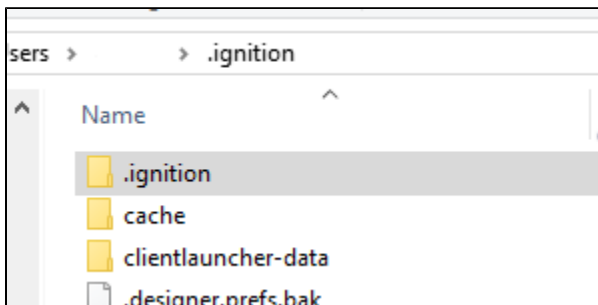 sers > > .ignition
Name
.ignition
cache
clientlauncher-data
.designer.prefs.bak